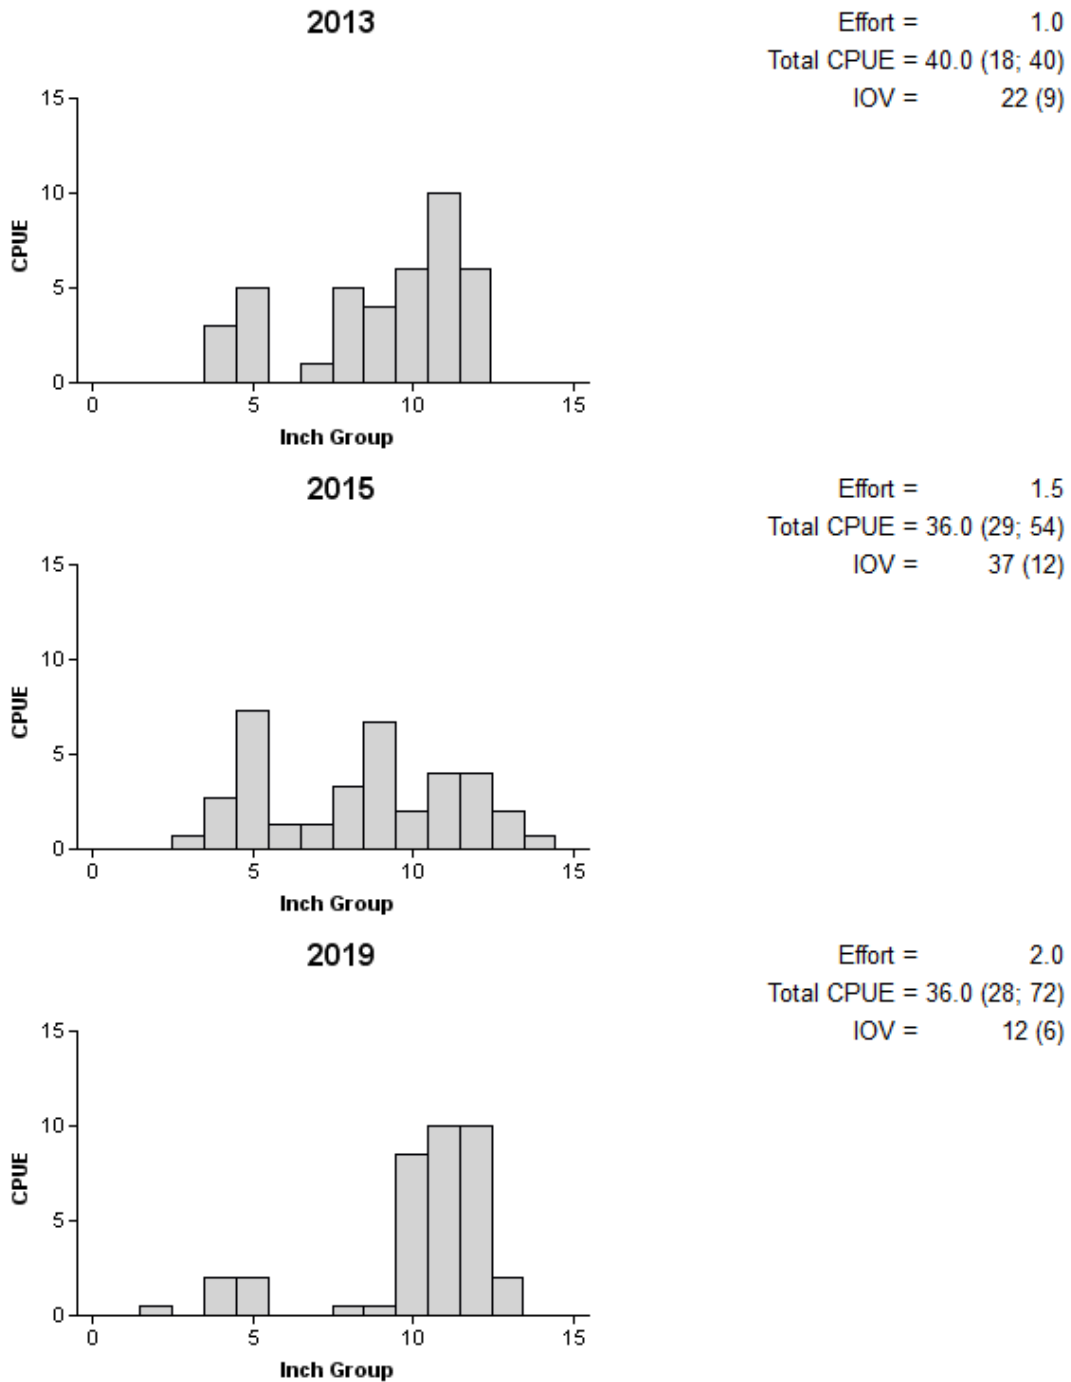 2013
Effort = 1.0
Total CPUE = 40.0 (18; 40)
IOV = 22 (9)
15
10
5
0
CPUE
0 5 10 15
Inch Group
2015
Effort = 1.5
Total CPUE = 36.0 (29; 54)
IOV = 37 (12)
15
10
5
0
CPUE
0 5 10 15
Inch Group
2019
Effort = 2.0
Total CPUE = 36.0 (28; 72)
IOV = 12 (6)
15
10
5
0
CPUE
0 5 10 15
Inch Group